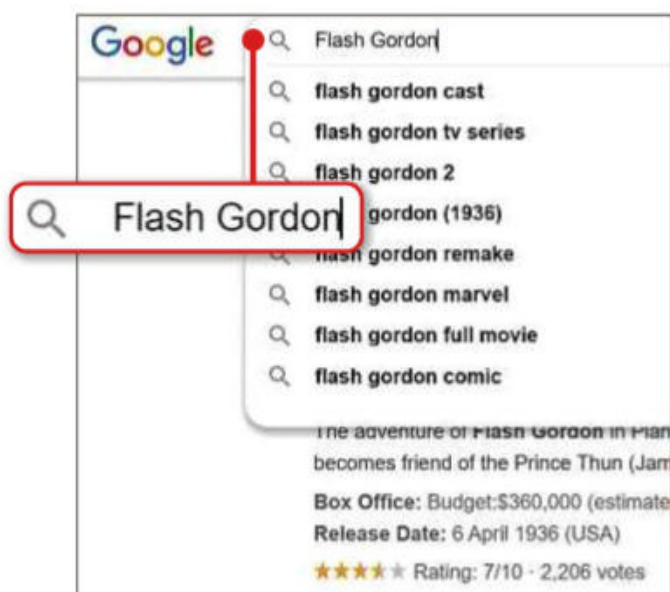 Google
Flash Gordon
flash gordon cast
flash gordon tv series
flash gordon 2
Flash Gordon
gordon (1936)
flash gordon remake
flash gordon marvel
flash gordon full movie
flash gordon comic
The adventure of Flash Gordon in
becomes friend of the Prince Thun
Box Office: Budget:$360,000
Release Date: 6 April 1936 (USA)
Rating: 7/10 · 2,206 votes